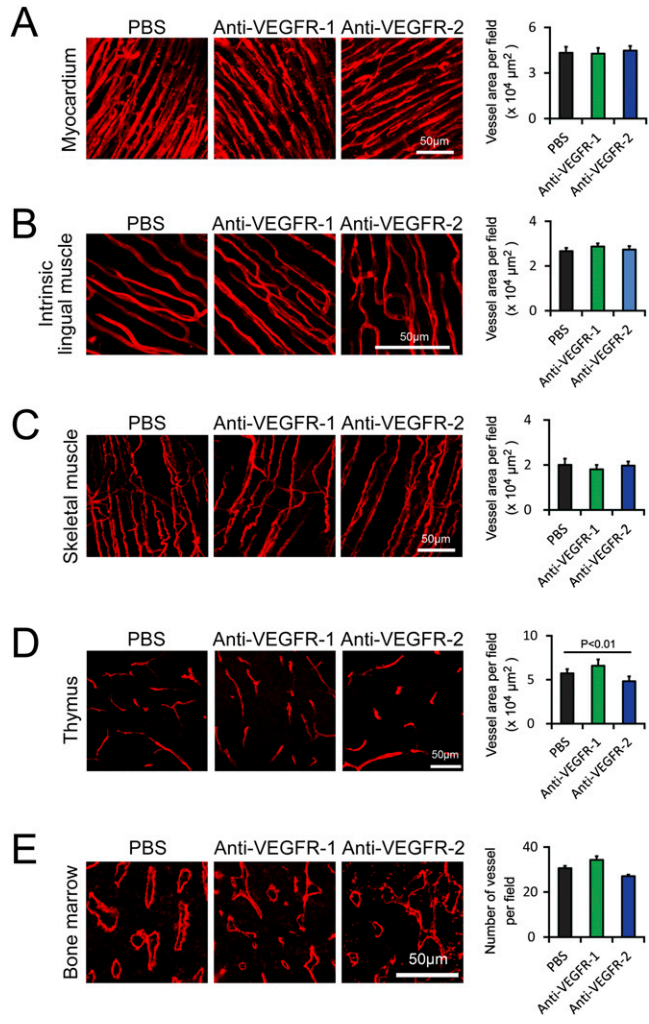 A
PBS
Anti-VEGFR-1
Anti-VEGFR-2
Myocardium
50µm
Vessel area per field
(x 10⁴ µm²)
6
3
0
PBS
Anti-VEGFR-1
Anti-VEGFR-2
B
PBS
Anti-VEGFR-1
Anti-VEGFR-2
Intrinsic
lingual muscle
50µm
Vessel area per field
(x 10⁴ µm²)
4
2
0
PBS
Anti-VEGFR-1
Anti-VEGFR-2
C
PBS
Anti-VEGFR-1
Anti-VEGFR-2
Skeletal muscle
50µm
Vessel area per field
(x 10⁴ µm²)
4
2
0
PBS
Anti-VEGFR-1
Anti-VEGFR-2
D
PBS
Anti-VEGFR-1
Anti-VEGFR-2
Thymus
50µm
Vessel area per field
(x 10⁴ µm²)
10
5
0
P<0.01
PBS
Anti-VEGFR-1
Anti-VEGFR-2
E
PBS
Anti-VEGFR-1
Anti-VEGFR-2
Bone marrow
50µm
Number of vessel
per field
40
20
0
PBS
Anti-VEGFR-1
Anti-VEGFR-2